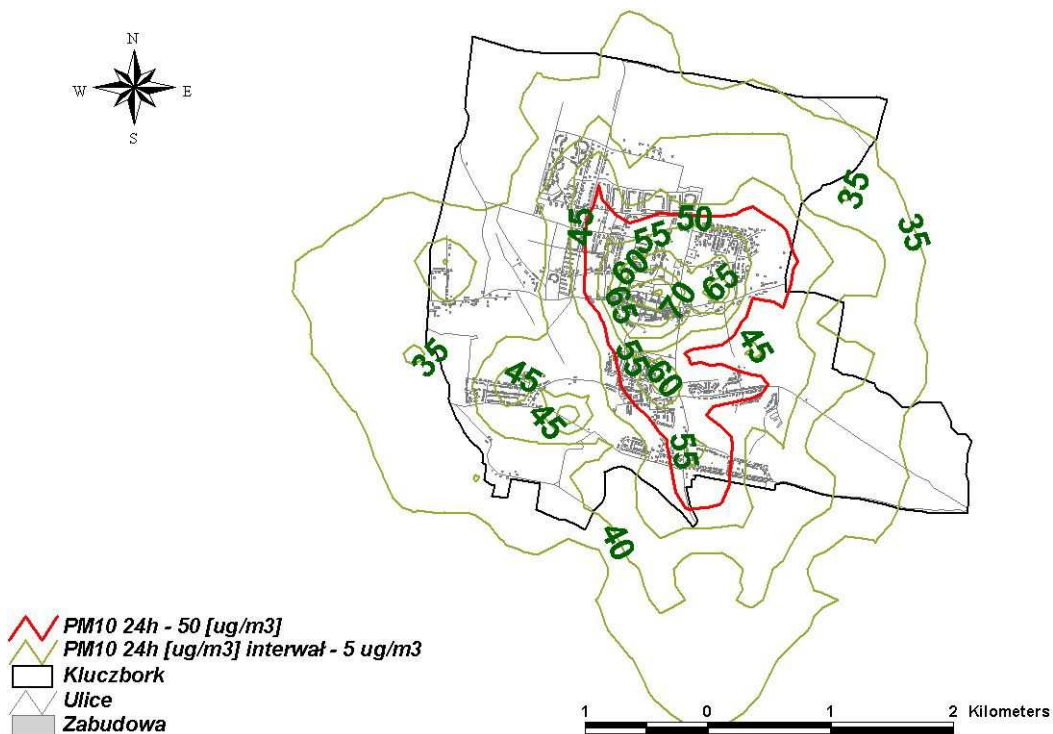 N
W E
S
35
35
45
50
55
60
65
65
70
35
55
60
45
45
45
55
40
PM10 24h - 50 [ug/m3]
PM10 24h [ug/m3] interwał - 5 ug/m3
Kluczbork
Ulice
Zabudowa
1 0 1 2 Kilometers